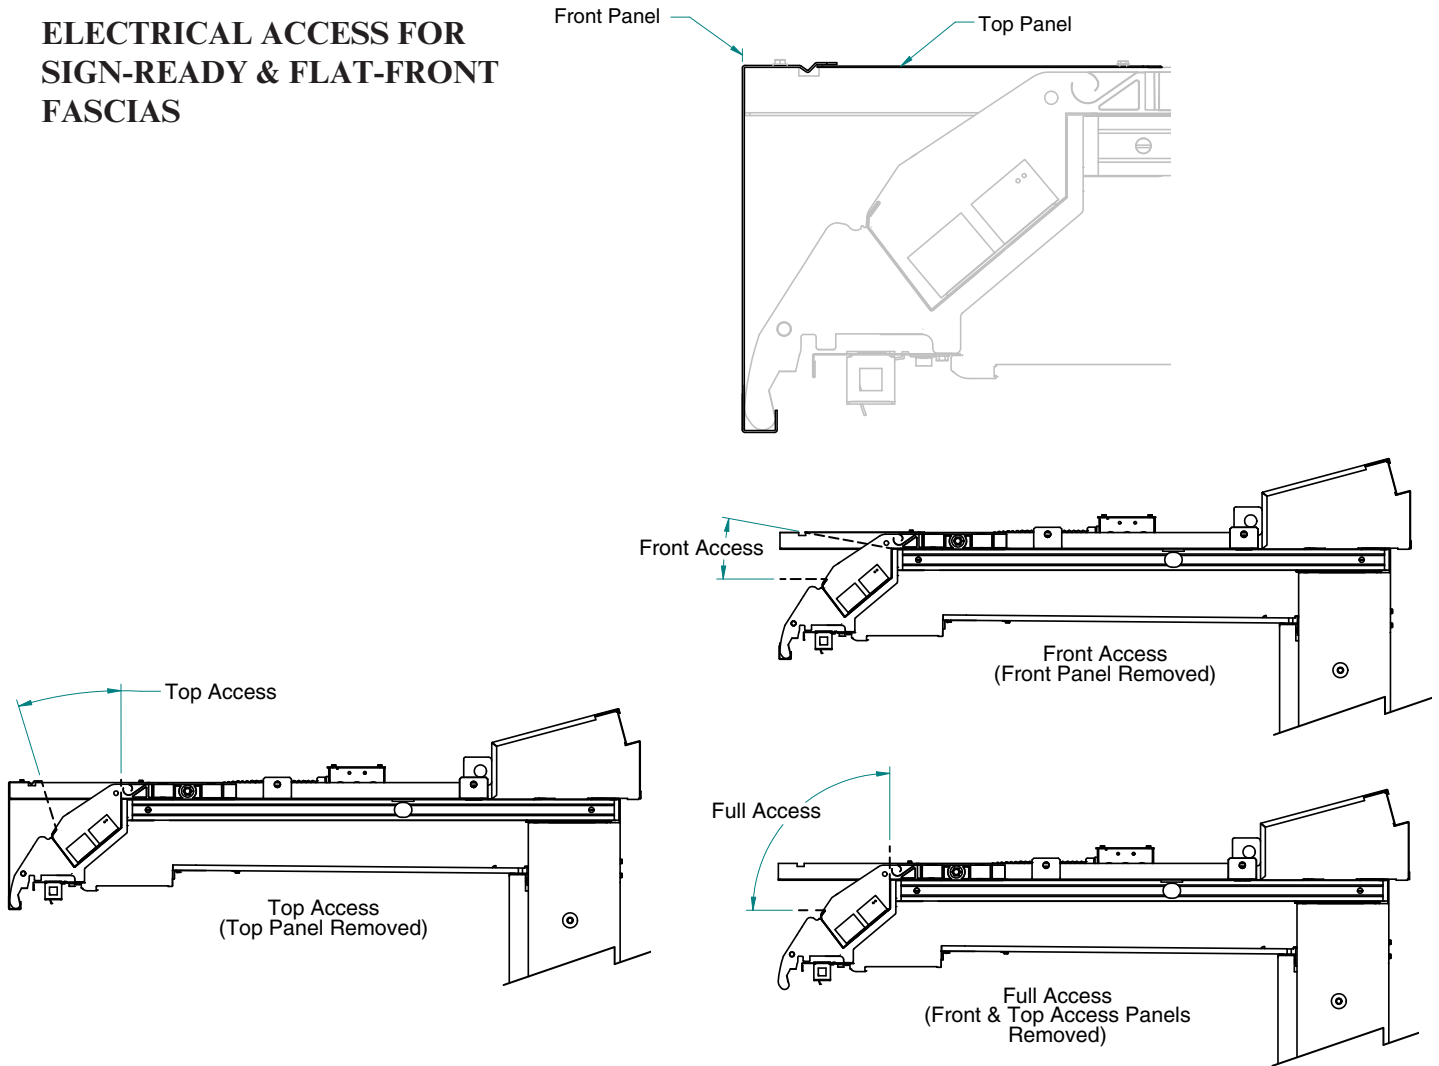 ELECTRICAL ACCESS FOR
SIGN-READY & FLAT-FRONT
FASCIAS
Front Panel
Top Panel
Front Access
Front Access
(Front Panel Removed)
Top Access
Top Access
(Top Panel Removed)
Full Access
Full Access
(Front & Top Access Panels
Removed)